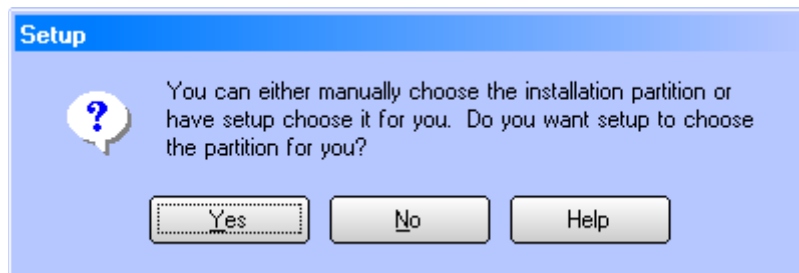 Setup
You can either manually choose the installation partition or
have setup choose it for you.  Do you want setup to choose
the partition for you?
Yes
No
Help